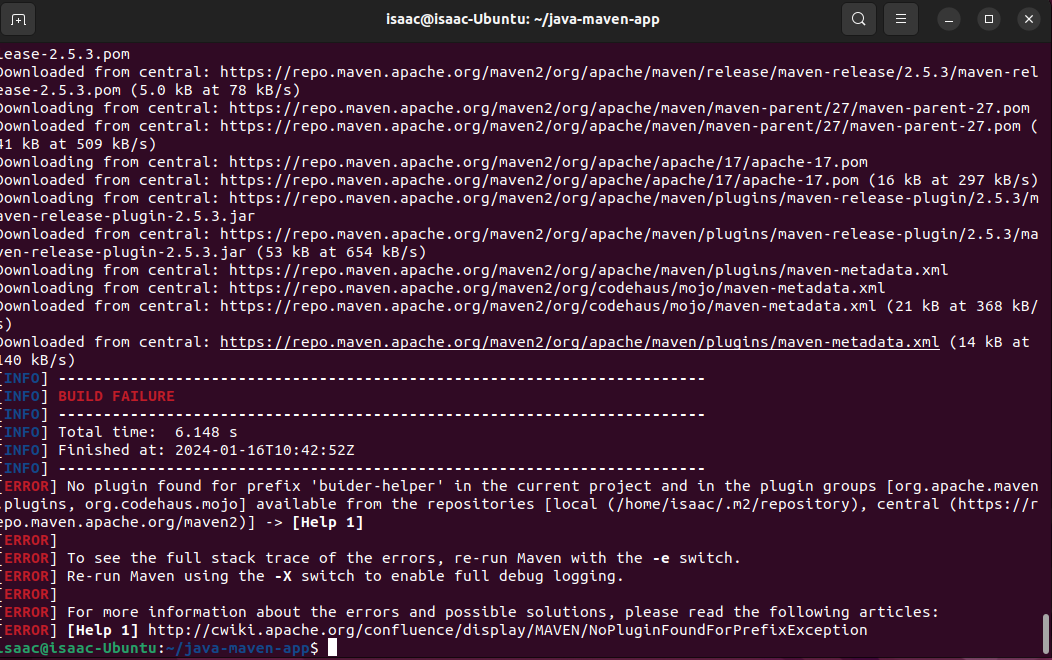 isaac@isaac-Ubuntu: ~/java-maven-app
lease-2.5.3.pom
Downloaded from central: https://repo.maven.apache.org/maven2/org/apache/maven/release/maven-release/2.5.3/maven-rel
ease-2.5.3.pom (5.0 kB at 78 kB/s)
Downloading from central: https://repo.maven.apache.org/maven2/org/apache/maven/maven-parent/27/maven-parent-27.pom
Downloaded from central: https://repo.maven.apache.org/maven2/org/apache/maven/maven-parent/27/maven-parent-27.pom (
41 kB at 509 kB/s)
Downloading from central: https://repo.maven.apache.org/maven2/org/apache/apache/17/apache-17.pom
Downloaded from central: https://repo.maven.apache.org/maven2/org/apache/apache/17/apache-17.pom (16 kB at 297 kB/s)
Downloading from central: https://repo.maven.apache.org/maven2/org/apache/maven/plugins/maven-release-plugin/2.5.3/m
aven-release-plugin-2.5.3.jar
Downloaded from central: https://repo.maven.apache.org/maven2/org/apache/maven/plugins/maven-release-plugin/2.5.3/ma
ven-release-plugin-2.5.3.jar (53 kB at 654 kB/s)
Downloading from central: https://repo.maven.apache.org/maven2/org/apache/maven/plugins/maven-metadata.xml
Downloading from central: https://repo.maven.apache.org/maven2/org/codehaus/mojo/maven-metadata.xml
Downloaded from central: https://repo.maven.apache.org/maven2/org/codehaus/mojo/maven-metadata.xml (21 kB at 368 kB/
s)
Downloaded from central: https://repo.maven.apache.org/maven2/org/apache/maven/plugins/maven-metadata.xml (14 kB at
140 kB/s)
[INFO] ------------------------------------------------------------------------
[INFO] BUILD FAILURE
[INFO] ------------------------------------------------------------------------
[INFO] Total time:  6.148 s
[INFO] Finished at: 2024-01-16T10:42:52Z
[INFO] ------------------------------------------------------------------------
[ERROR] No plugin found for prefix 'buider-helper' in the current project and in the plugin groups [org.apache.maven
.plugins, org.codehaus.mojo] available from the repositories [local (/home/isaac/.m2/repository), central (https://r
epo.maven.apache.org/maven2)] -> [Help 1]
[ERROR]
[ERROR] To see the full stack trace of the errors, re-run Maven with the -e switch.
[ERROR] Re-run Maven using the -X switch to enable full debug logging.
[ERROR]
[ERROR] For more information about the errors and possible solutions, please read the following articles:
[ERROR] [Help 1] http://cwiki.apache.org/confluence/display/MAVEN/NoPluginFoundForPrefixException
isaac@isaac-Ubuntu:~/java-maven-app$